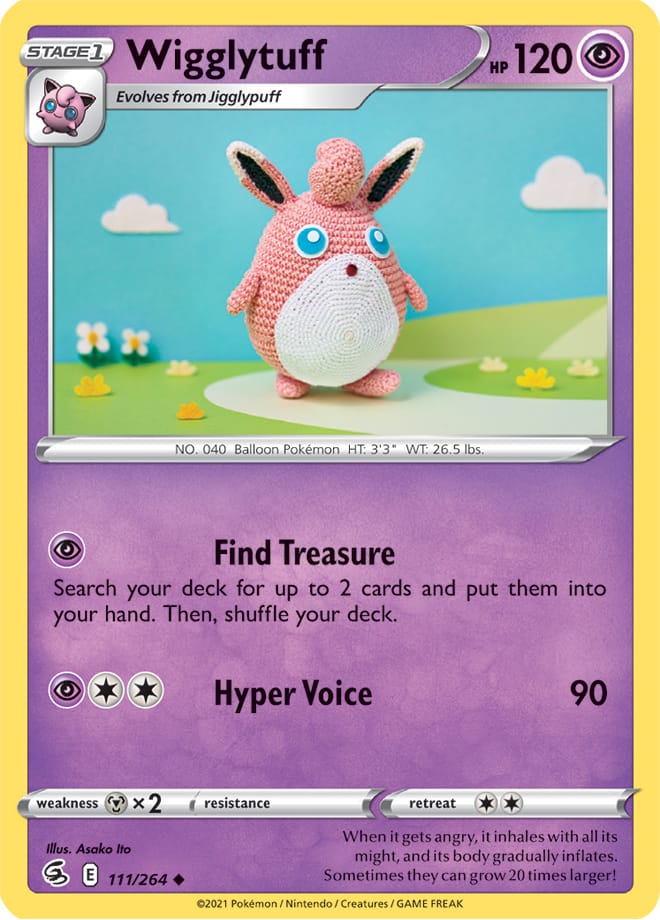 STAGE1
Wigglytuff
HP 120
Evolves from Jigglypuff
NO. 040 Balloon Pokémon HT: 3'3" WT: 26.5 lbs.
Find Treasure
Search your deck for up to 2 cards and put them into
your hand. Then, shuffle your deck.
Hyper Voice 90
weakness ×2 resistance retreat
Illus. Asako Ito
E 111/264
When it gets angry, it inhales with all its
might, and its body gradually inflates.
Sometimes they can grow 20 times larger!
©2021 Pokémon / Nintendo / Creatures / GAME FREAK